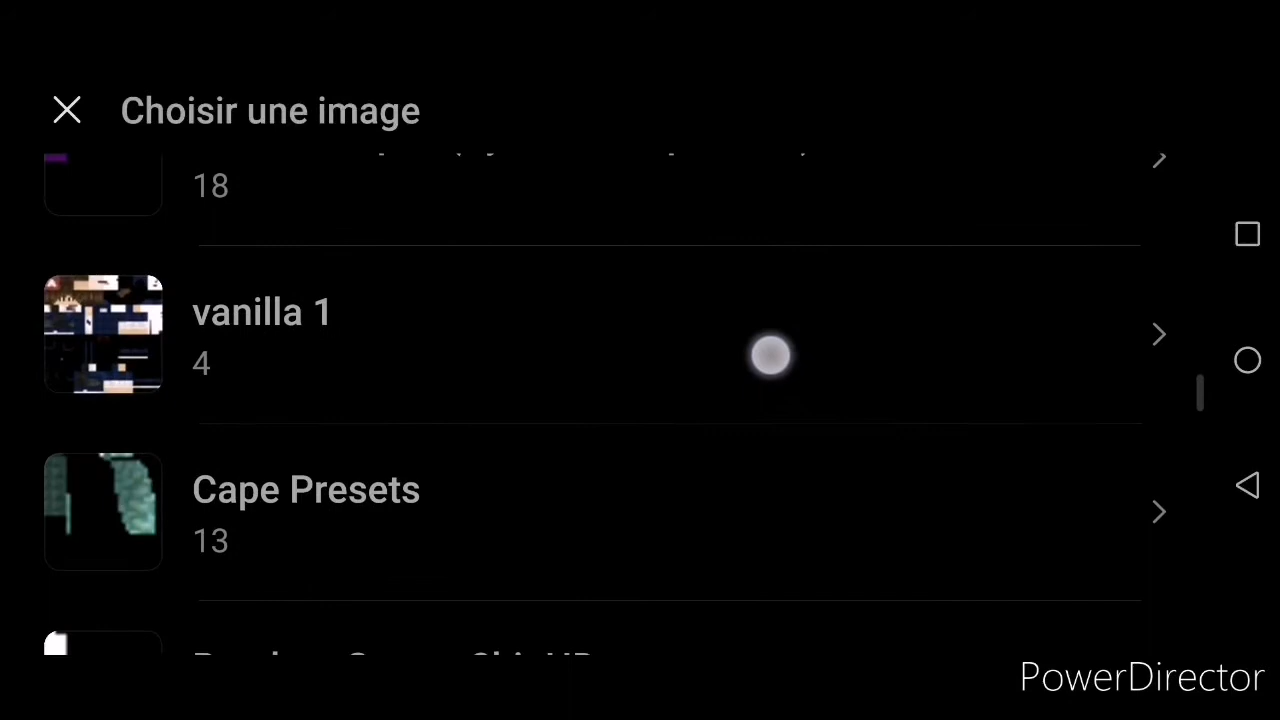 Choisir une image
18
vanilla 1
4
Cape Presets
13
PowerDirector